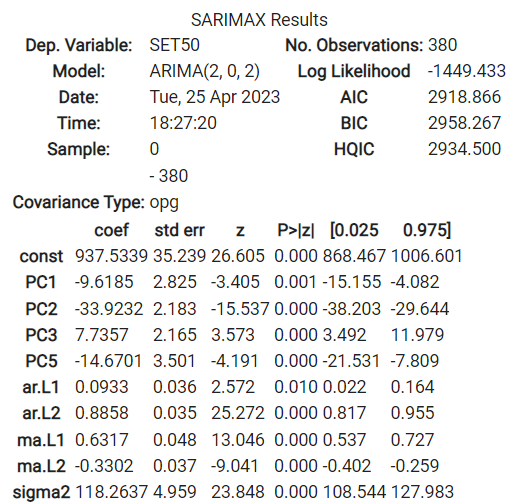 SARIMAX Results
Dep. Variable: SET50 No. Observations: 380
Model: ARIMA(2, 0, 2) Log Likelihood -1449.433
Date: Tue, 25 Apr 2023 AIC 2918.866
Time: 18:27:20 BIC 2958.267
Sample: 0 HQIC 2934.500
- 380
Covariance Type: opg
coef std err z P>|z| [0.025 0.975]
const 937.5339 35.239 26.605 0.000 868.467 1006.601
PC1 -9.6185 2.825 -3.405 0.001 -15.155 -4.082
PC2 -33.9232 2.183 -15.537 0.000 -38.203 -29.644
PC3 7.7357 2.165 3.573 0.000 3.492 11.979
PC5 -14.6701 3.501 -4.191 0.000 -21.531 -7.809
ar.L1 0.0933 0.036 2.572 0.010 0.022 0.164
ar.L2 0.8858 0.035 25.272 0.000 0.817 0.955
ma.L1 0.6317 0.048 13.046 0.000 0.537 0.727
ma.L2 -0.3302 0.037 -9.041 0.000 -0.402 -0.259
sigma2 118.2637 4.959 23.848 0.000 108.544 127.983